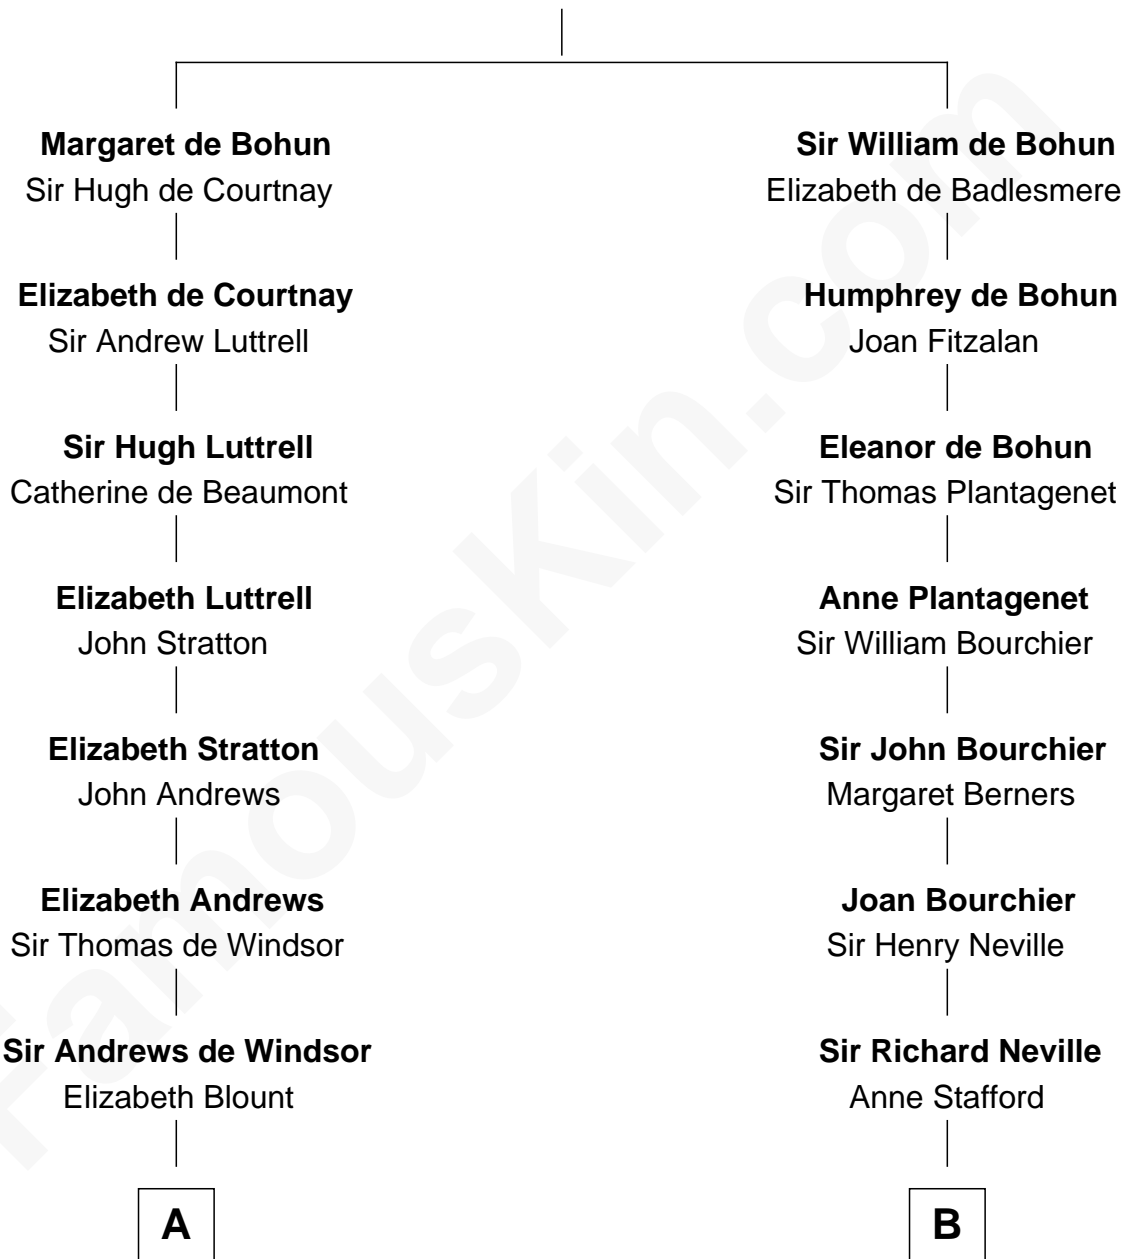 Margaret de Bohun
Sir Hugh de Courtnay
Elizabeth de Courtnay
Sir Andrew Luttrell
Sir Hugh Luttrell
Catherine de Beaumont
Elizabeth Luttrell
John Stratton
Elizabeth Stratton
John Andrews
Elizabeth Andrews
Sir Thomas de Windsor
Sir Andrews de Windsor
Elizabeth Blount
A
Sir William de Bohun
Elizabeth de Badlesmere
Humphrey de Bohun
Joan Fitzalan
Eleanor de Bohun
Sir Thomas Plantagenet
Anne Plantagenet
Sir William Bourchier
Sir John Bourchier
Margaret Berners
Joan Bourchier
Sir Henry Neville
Sir Richard Neville
Anne Stafford
B
FamousKin.com